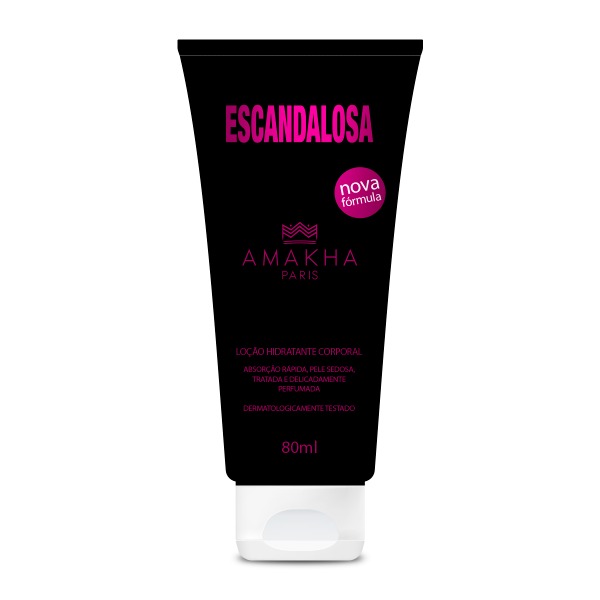 ESCANDALOSA
nova
fórmula
AMAKHA
PARIS
LOÇÃO HIDRATANTE CORPORAL
ABSORÇÃO RÁPIDA, PELE SEDOSA,
TRATADA E DELICADAMENTE
PERFUMADA
DERMATOLOGICAMENTE TESTADO
80ml